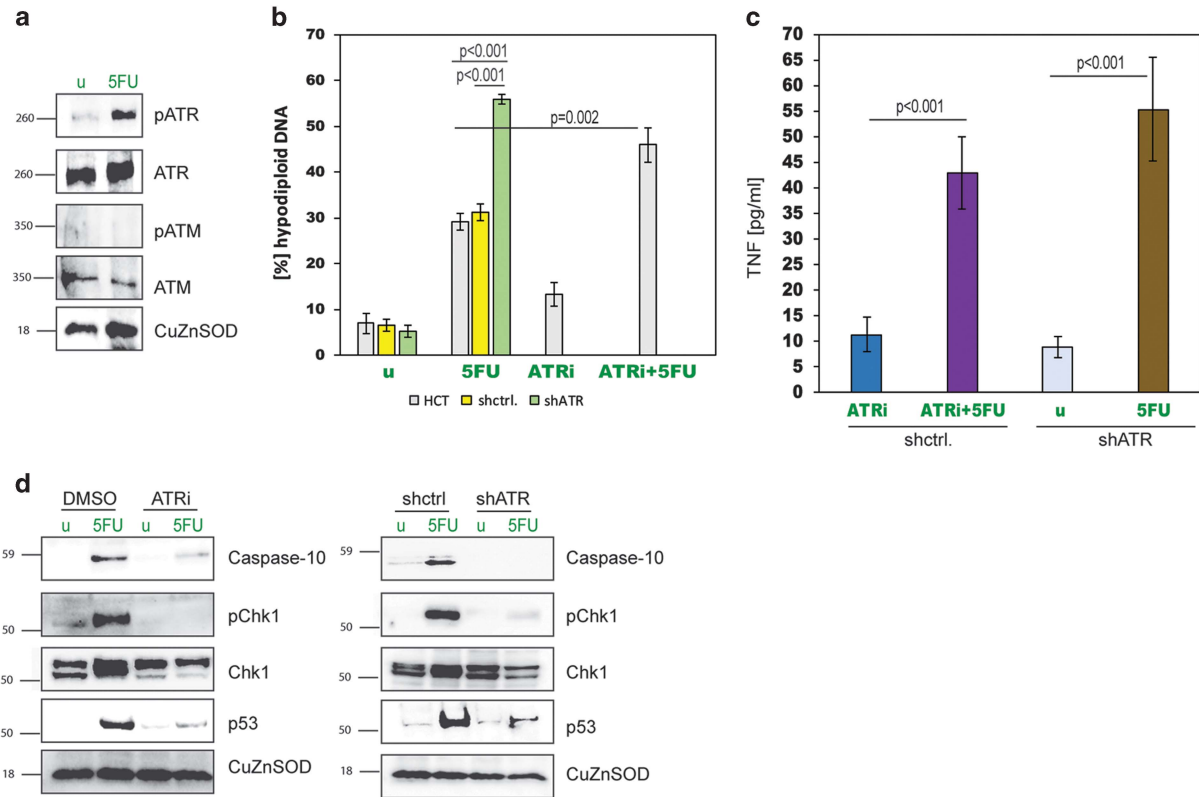 a
u 5FU
260 pATR
260 ATR
350 pATM
350 ATM
18 CuZnSOD
b
[%] hypodiploid DNA
70
60
50
40
30
20
10
0
p<0.001
p<0.001
p=0.002
u 5FU ATRi ATRi+5FU
HCT shctrl. shATR
c
TNF [pg/ml]
70
65
60
55
50
45
40
35
30
25
20
15
10
5
0
p<0.001
p<0.001
ATRi ATRi+5FU u 5FU
shctrl. shATR
d
DMSO ATRi
u 5FU u 5FU
59 Caspase-10
50 pChk1
50 Chk1
50 p53
18 CuZnSOD
shctrl shATR
u 5FU u 5FU
59 Caspase-10
50 pChk1
50 Chk1
50 p53
18 CuZnSOD